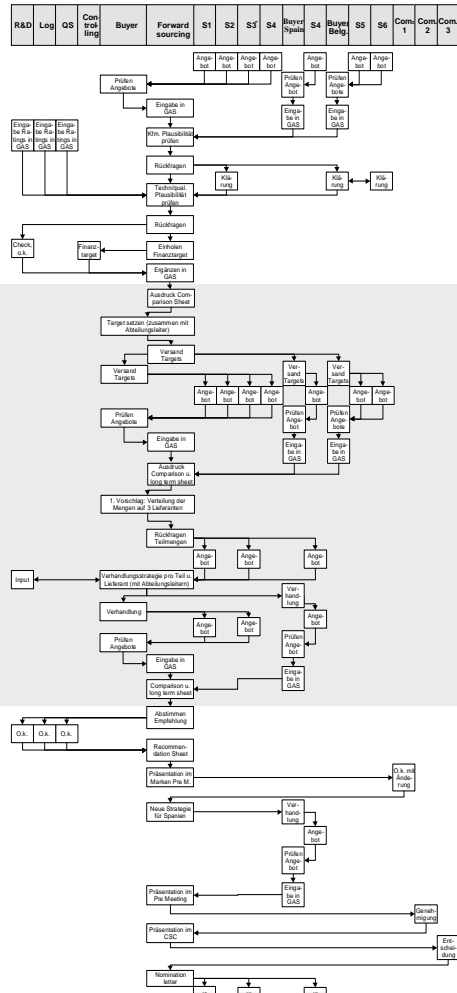 R&D Log QS Con- trol- ling Buyer Forward sourcing S1 S2 S3 S4 Buyer Spain S4 Buyer Belg. S5 S6 Com. 1 Com. 2 Com. 3
Ange- bot Ange- bot Ange- bot Ange- bot Ange- bot Ange- bot Ange- bot
Prüfen Angebote Prüfen Ange- bot Prüfen Ange- bote
Eingabe in GAS Einga- be in GAS Einga- be in GAS
Einga- be Ra- tings in GAS Einga- be Ra- tings in GAS Einga- be Ra- tings in GAS Kfm. Plausibilität prüfen
Rückfragen
Klä- rung Klä- rung Klä- rung
Techn/qual. Plausibilität prüfen
Rückfragen
Check, o.k. Finanz- target Einholen Finanztarget
Ergänzen in GAS
Ausdruck Com- parison Sheet
Target setzen (zusammen mit
Abteilungsleiter)
Versand Targets
Versand Targets Ver- sand Targets Ver- sand Targets
Ange- bot Ange- bot Ange- bot Ange- bot Ange- bot Ange- bot Ange- bot
Prüfen Angebote Prüfen Ange- bot Prüfen Ange- bote
Eingabe in GAS Einga- be in GAS Einga- be in GAS
Ausdruck
Comparison u.
long term sheet
1. Vorschlag: Verteilung der
Mengen auf 3 Lieferanten
Rückfragen
Teilmengen
Ange- bot Ange- bot Ange- bot
Input Verhandlungsstrategie pro Teil u.
Lieferant (mit Abteilungsleitern)
Ver- hand- lung
Verhandlung Ange- bot Ange- bot Ange- bot
Prüfen Angebote Prüfen Ange- bot
Eingabe in GAS Einga- be in GAS
Comparison u.
long term sheet
Abstimmen
Empfehlung
O.k. O.k. O.k.
Recommen-
dation Sheet
Präsentation im Marken Pre M. O.k. mit Ände- rung
Neue Strategie für Spanien Ver- hand- lung
Ange- bot
Prüfen Ange- bot
Präsentation im Pre Meeting Einga- be in GAS
Geneh- migung
Präsentation im CSC
Ent- schei- dung
Nomination
letter